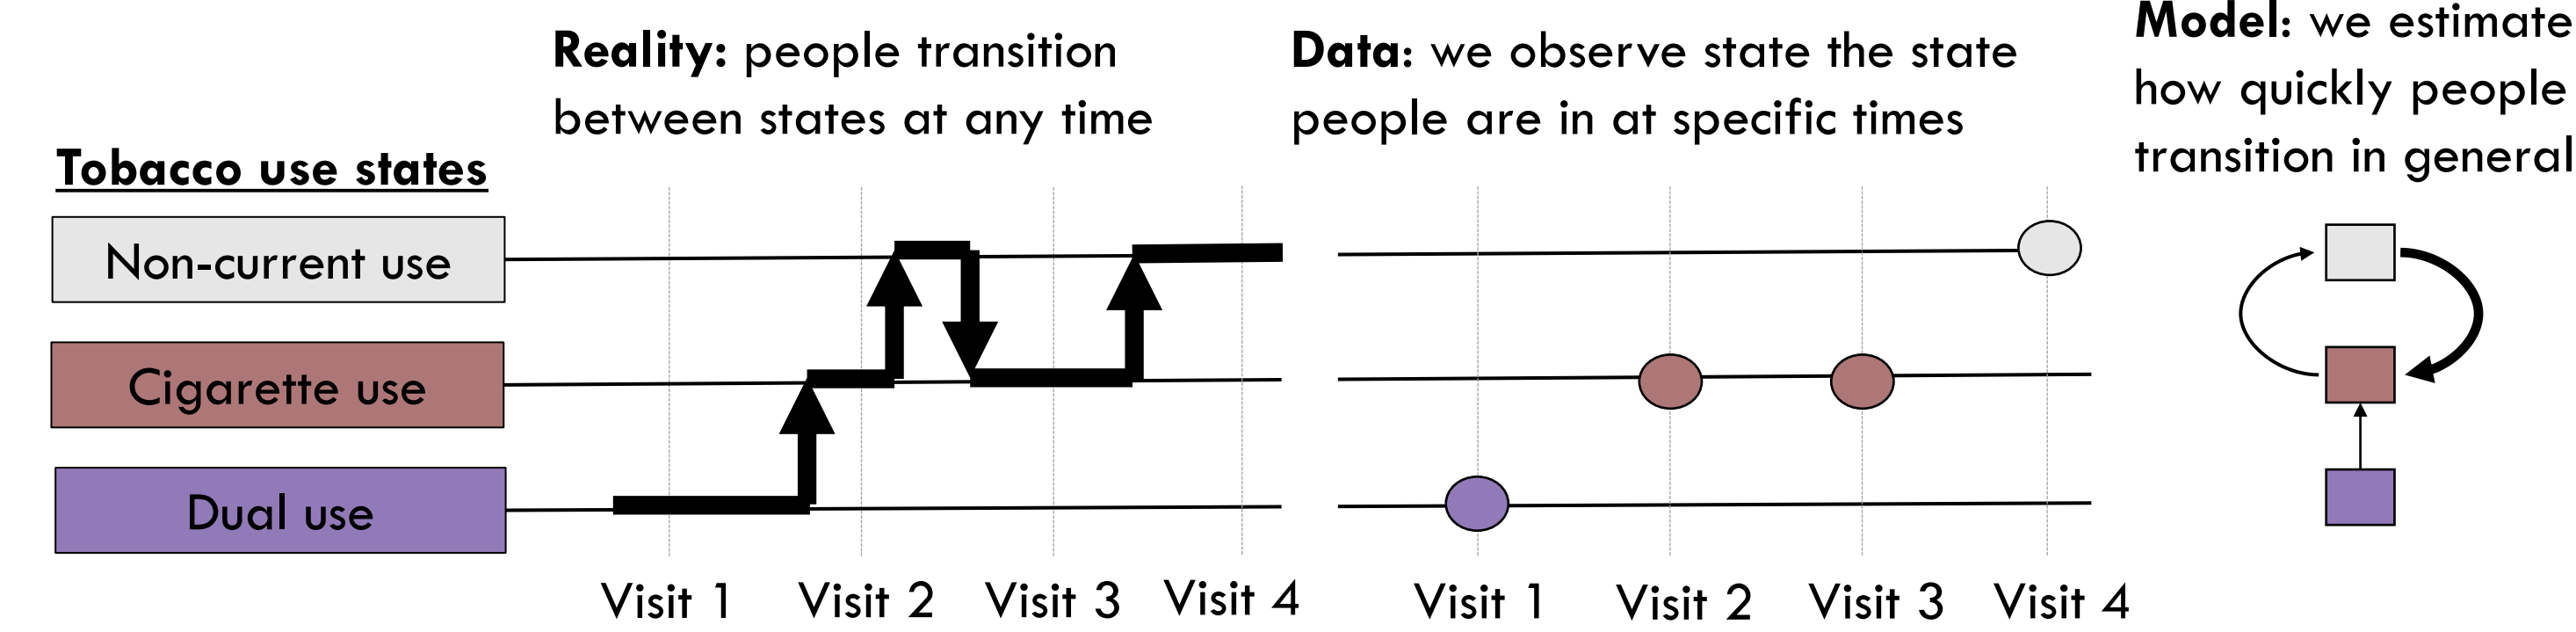 Reality: people transition
between states at any time
Data: we observe state the state
people are in at specific times
Model: we estimate
how quickly people
transition in general
Tobacco use states
Non-current use
Cigarette use
Dual use
Visit 1
Visit 2
Visit 3
Visit 4
Visit 1
Visit 2
Visit 3
Visit 4